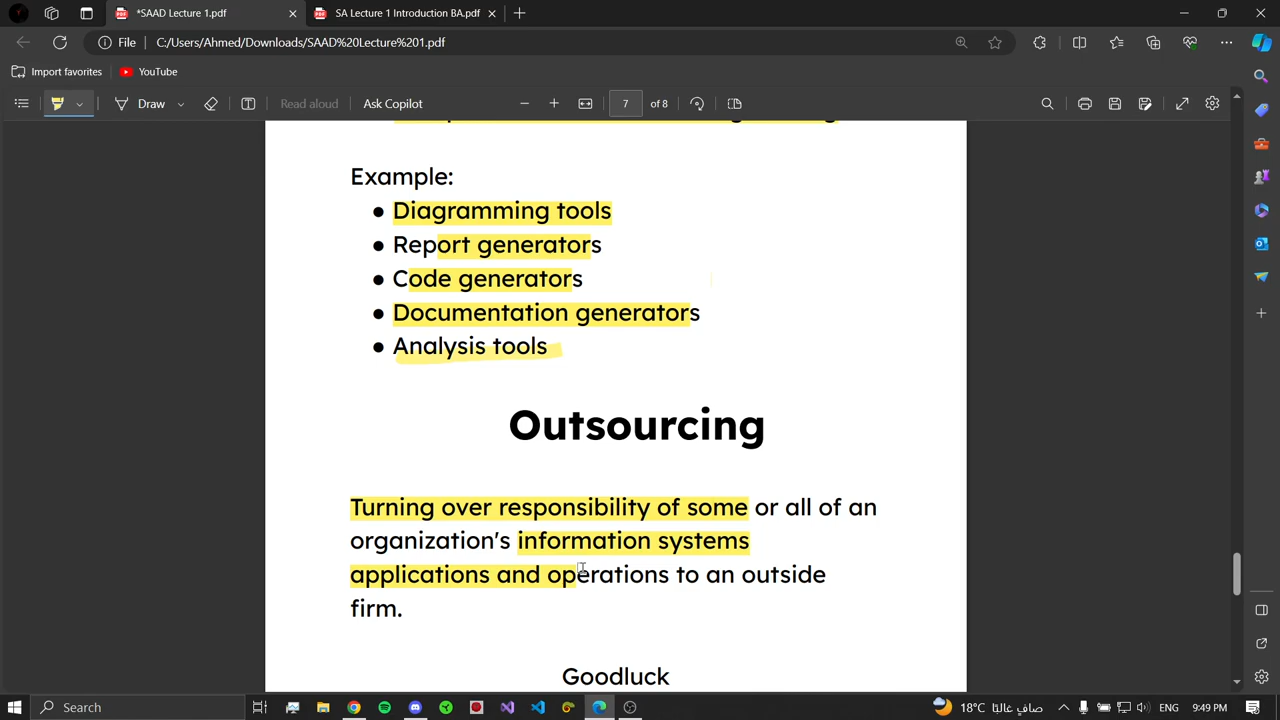 *SAAD Lecture 1.pdf
SA Lecture 1 Introduction BA.pdf
File
C:/Users/Ahmed/Downloads/SAAD%20Lecture%201.pdf
Import favorites
YouTube
Draw
Read aloud
Ask Copilot
7
of 8
Example:
● Diagramming tools
● Report generators
● Code generators
● Documentation generators
● Analysis tools
Outsourcing
Turning over responsibility of some or all of an
organization's information systems
applications and operations to an outside
firm.
Goodluck
Search
18°C صافي غالبًا
ENG
9:49 PM